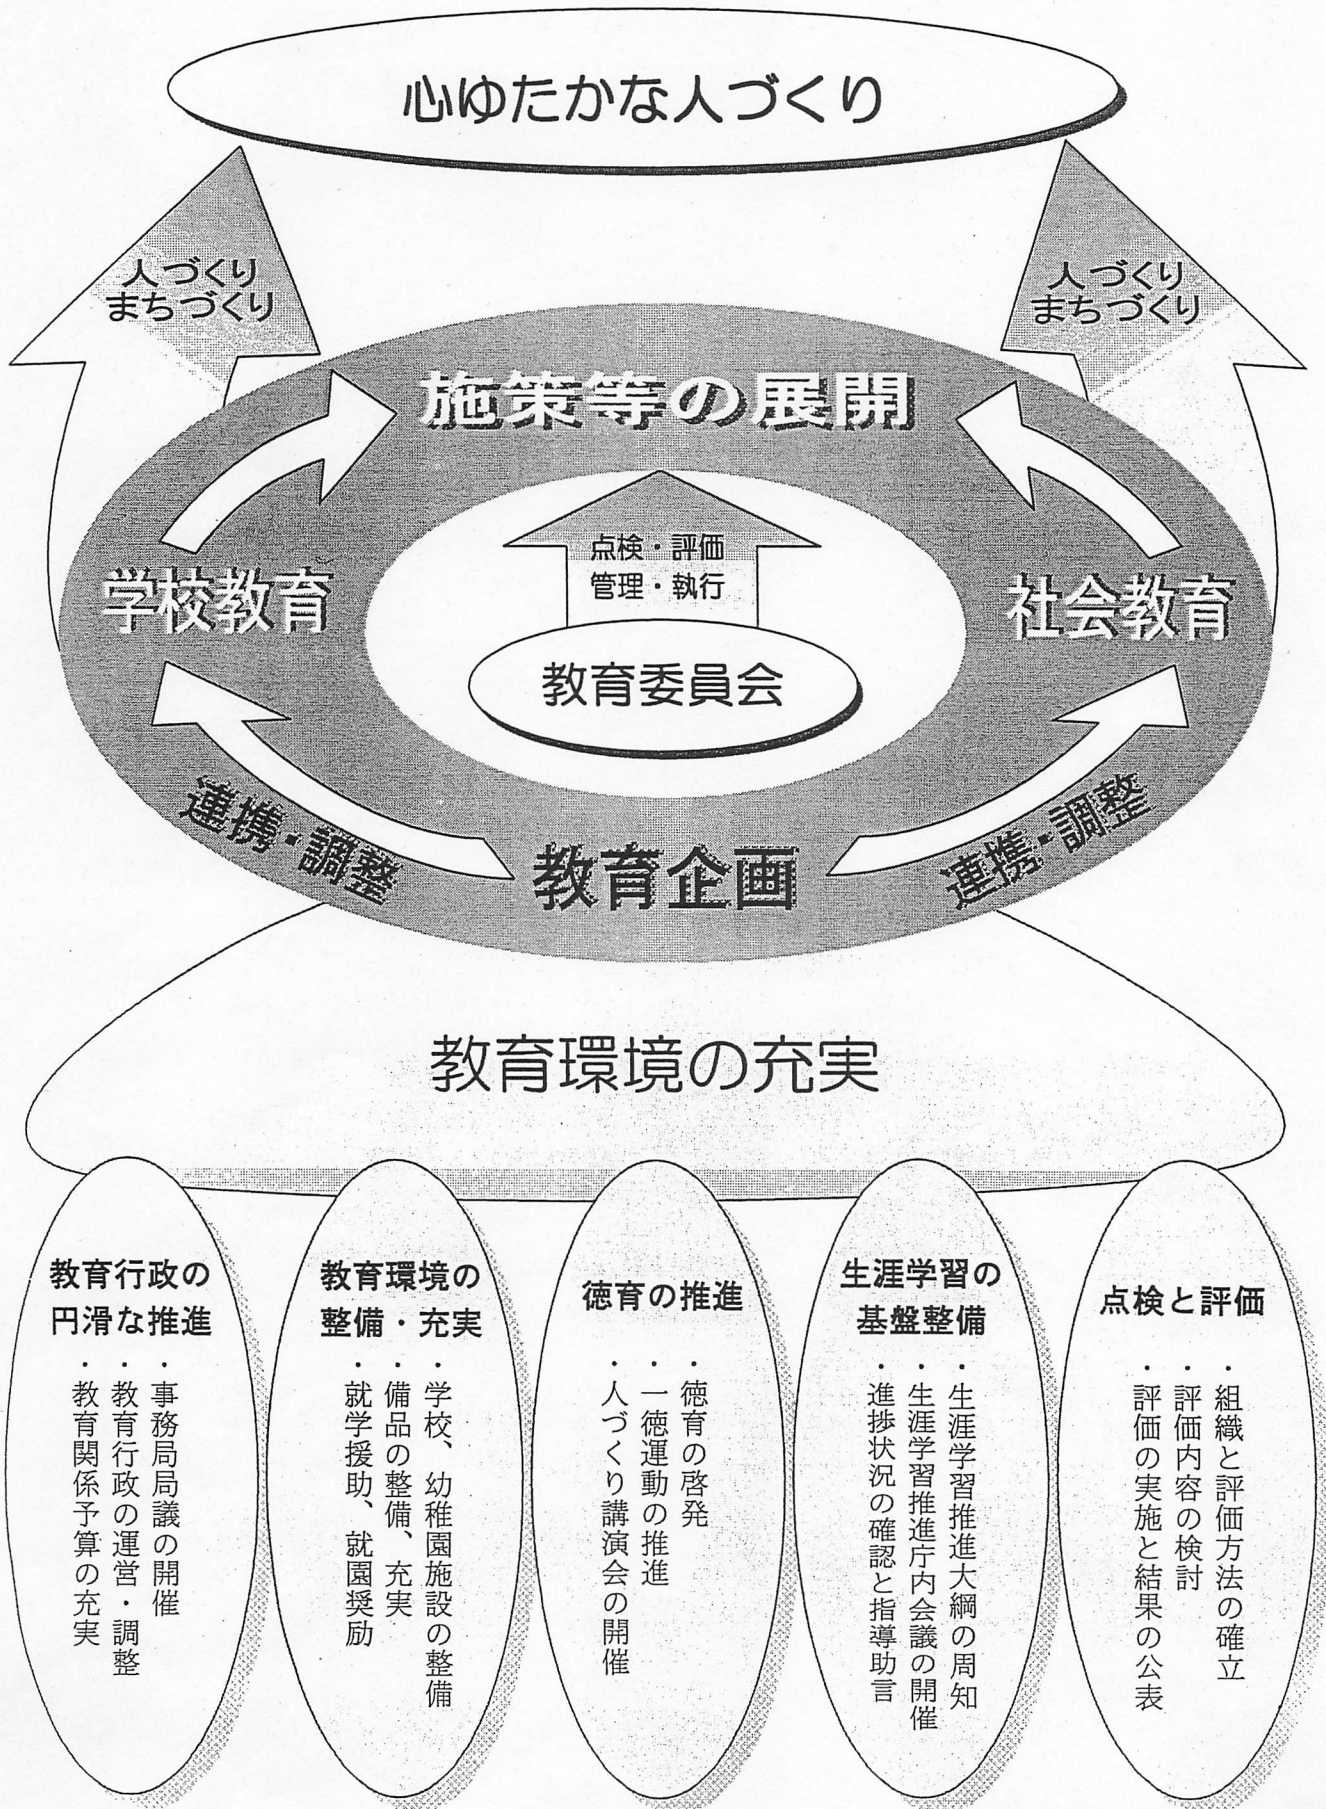 心ゆたかな人づくり
人づくり
まちづくり
人づくり
まちづくり
施策等の展開
点検・評価
管理・執行
学校教育
社会教育
教育委員会
連携・調整
教育企画
連携・調整
教育環境の充実
教育行政の
円滑な推進
・事務局局議の開催
・教育行政の運営・調整
・教育関係予算の充実
教育環境の
整備・充実
・学校、幼稚園施設の整備
・備品の整備、充実
・就学援助、就園奨励
徳育の推進
・徳育の啓発
・一徳運動の推進
・人づくり講演会の開催
生涯学習の
基盤整備
・生涯学習推進大綱の周知
・生涯学習推進庁内会議の開催
・進捗状況の確認と指導助言
点検と評価
・組織と評価方法の確立
・評価内容の検討
・評価の実施と結果の公表